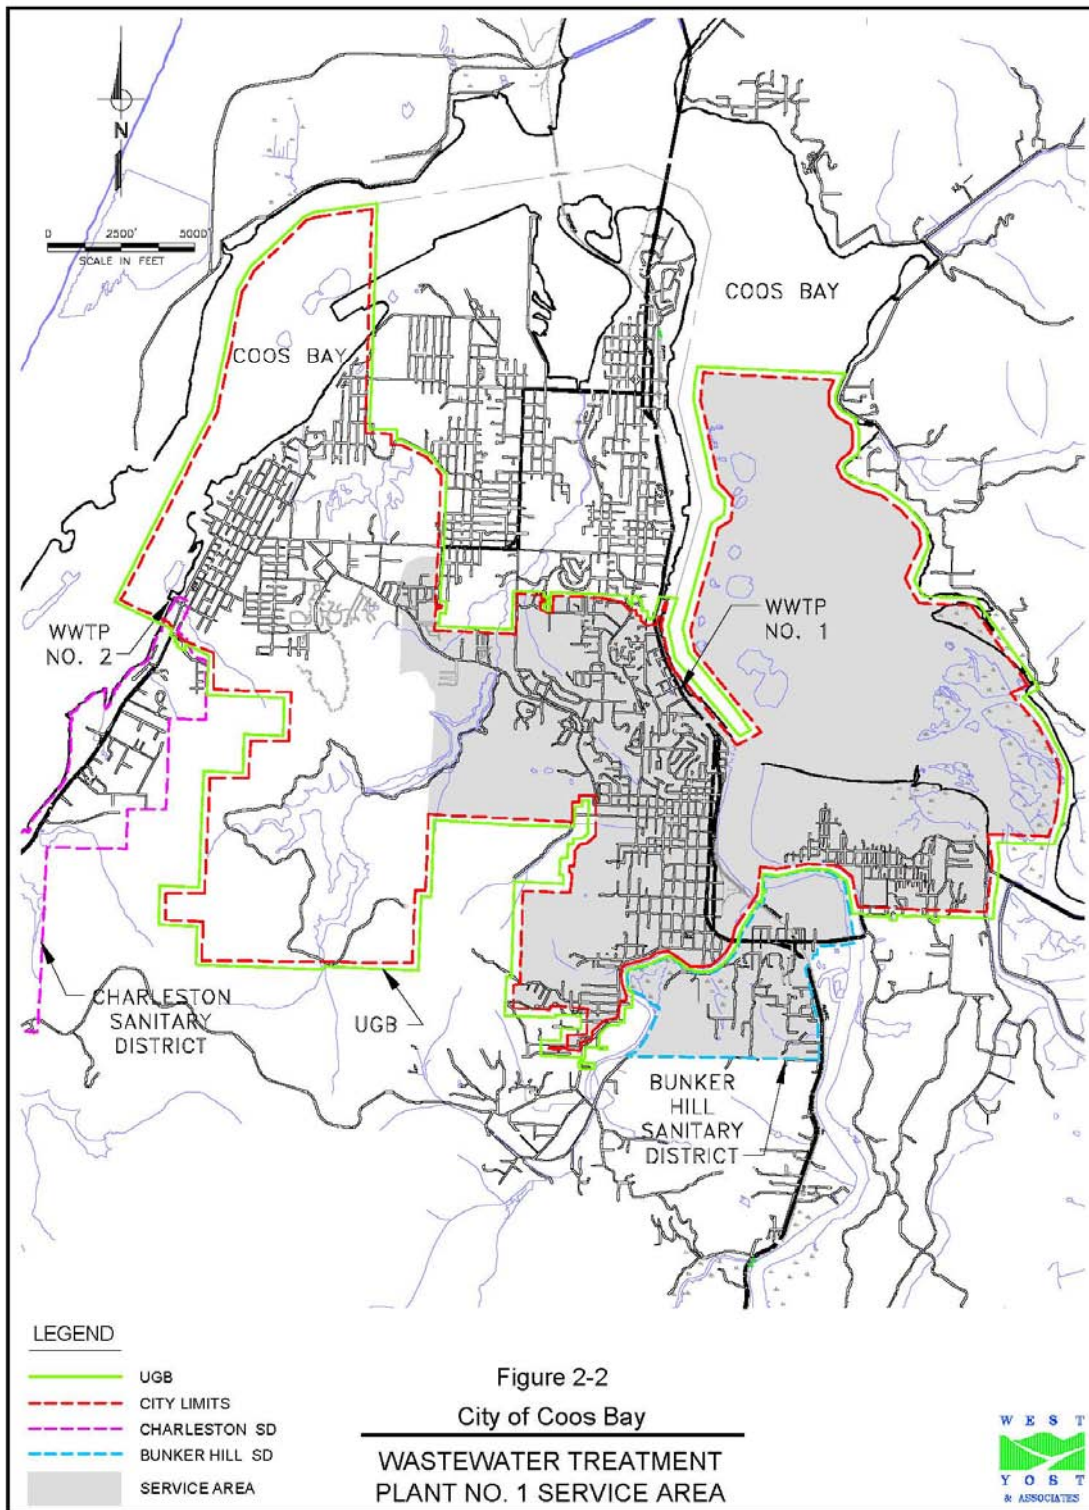 N
0 2500' 5000'
SCALE IN FEET
COOS BAY
COOS BAY
WWTP
NO. 1
WWTP
NO. 2
CHARLESTON
SANITARY
DISTRICT
UGB
BUNKER
HILL
SANITARY
DISTRICT
LEGEND
UGB
CITY LIMITS
CHARLESTON SD
BUNKER HILL SD
SERVICE AREA
Figure 2-2
City of Coos Bay
WASTEWATER TREATMENT
PLANT NO. 1 SERVICE AREA
WEST
YOST
& ASSOCIATES